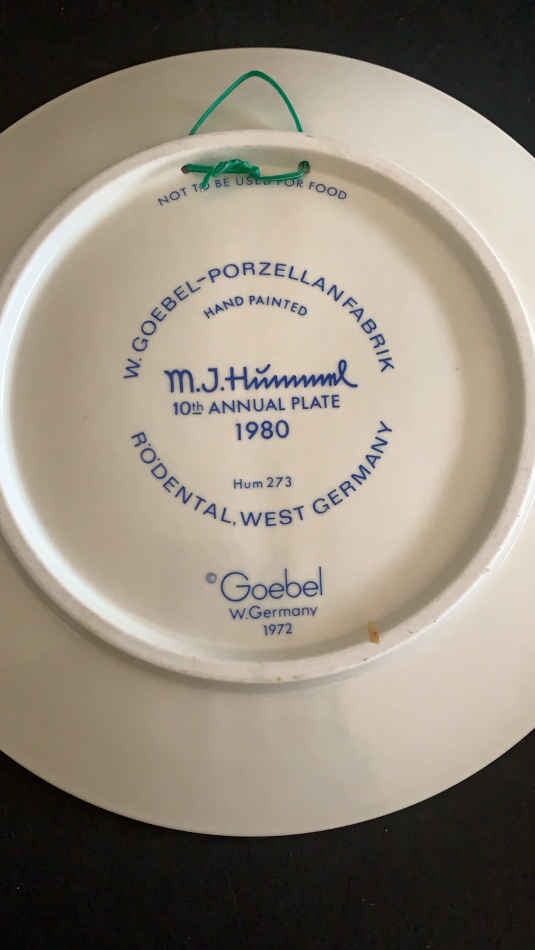 NOT TO BE USED FOR FOOD
W. GOEBEL-PORZELLANFABRIK
HAND PAINTED
M.J.Hümmel
10th ANNUAL PLATE
1980
Hum 273
RÖDENTAL, WEST GERMANY
© Goebel
W.Germany
1972